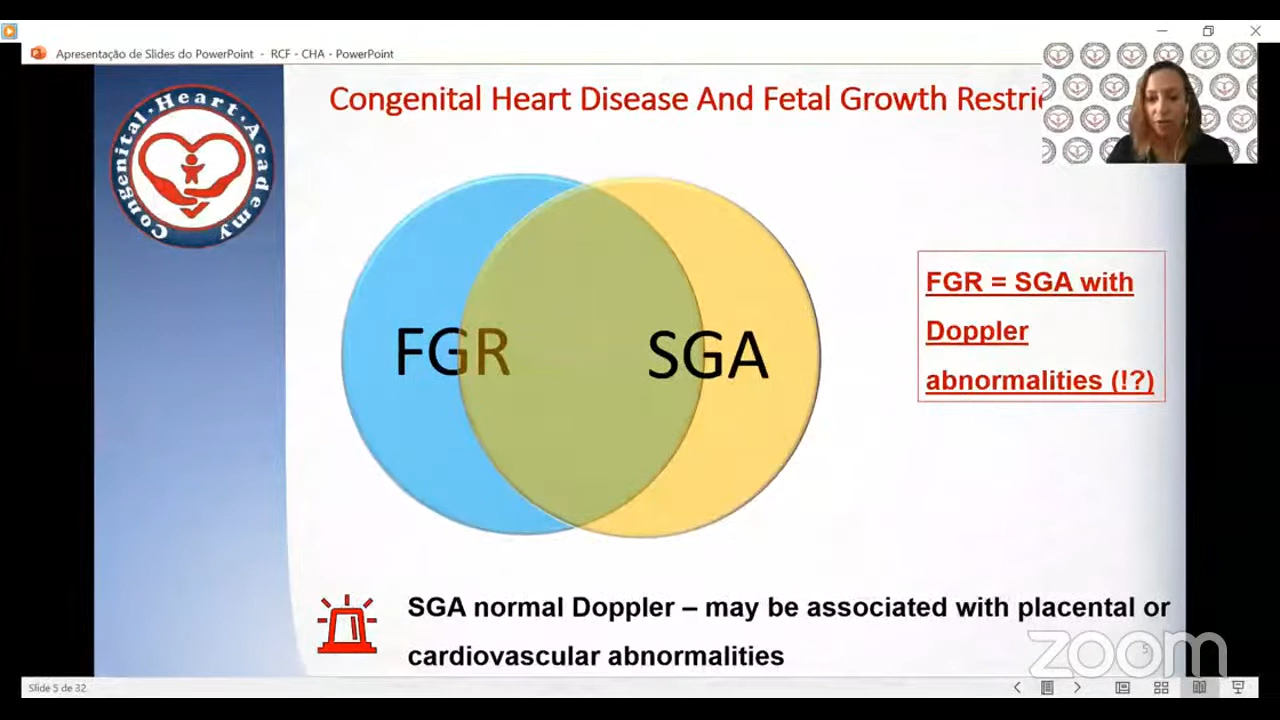 Apresentação de Slides do PowerPoint - RCF - CHA - PowerPoint
Congenital Heart Disease And Fetal Growth Restri
Congenital · Heart · Academy
FGR
SGA
FGR = SGA with
Doppler
abnormalities (!?)
SGA normal Doppler – may be associated with placental or
cardiovascular abnormalities
5
zoom
Slide 5 de 32